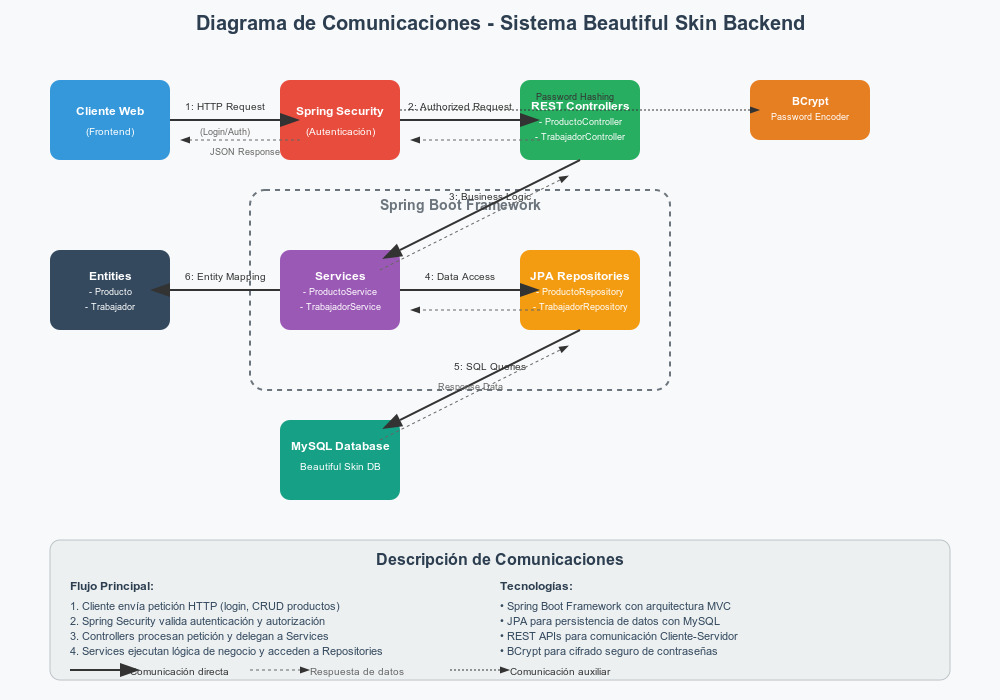 Diagrama de Comunicaciones - Sistema Beautiful Skin Backend
Cliente Web
(Frontend)
1: HTTP Request
(Login/Auth)
JSON Response
Spring Security
(Autenticación)
2: Authorized Request
Password Hashing
REST Controllers
- ProductoController
- TrabajadorController
BCrypt
Password Encoder
3: Business Logic
Spring Boot Framework
Entities
- Producto
- Trabajador
6: Entity Mapping
Services
- ProductoService
- TrabajadorService
4: Data Access
JPA Repositories
- ProductoRepository
- TrabajadorRepository
5: SQL Queries
Response Data
MySQL Database
Beautiful Skin DB
Descripción de Comunicaciones
Flujo Principal:
1. Cliente envía petición HTTP (login, CRUD productos)
2. Spring Security valida autenticación y autorización
3. Controllers procesan petición y delegan a Services
4. Services ejecutan lógica de negocio y acceden a Repositories
Tecnologías:
• Spring Boot Framework con arquitectura MVC
• JPA para persistencia de datos con MySQL
• REST APIs para comunicación Cliente-Servidor
• BCrypt para cifrado seguro de contraseñas
Comunicación directa
Respuesta de datos
Comunicación auxiliar